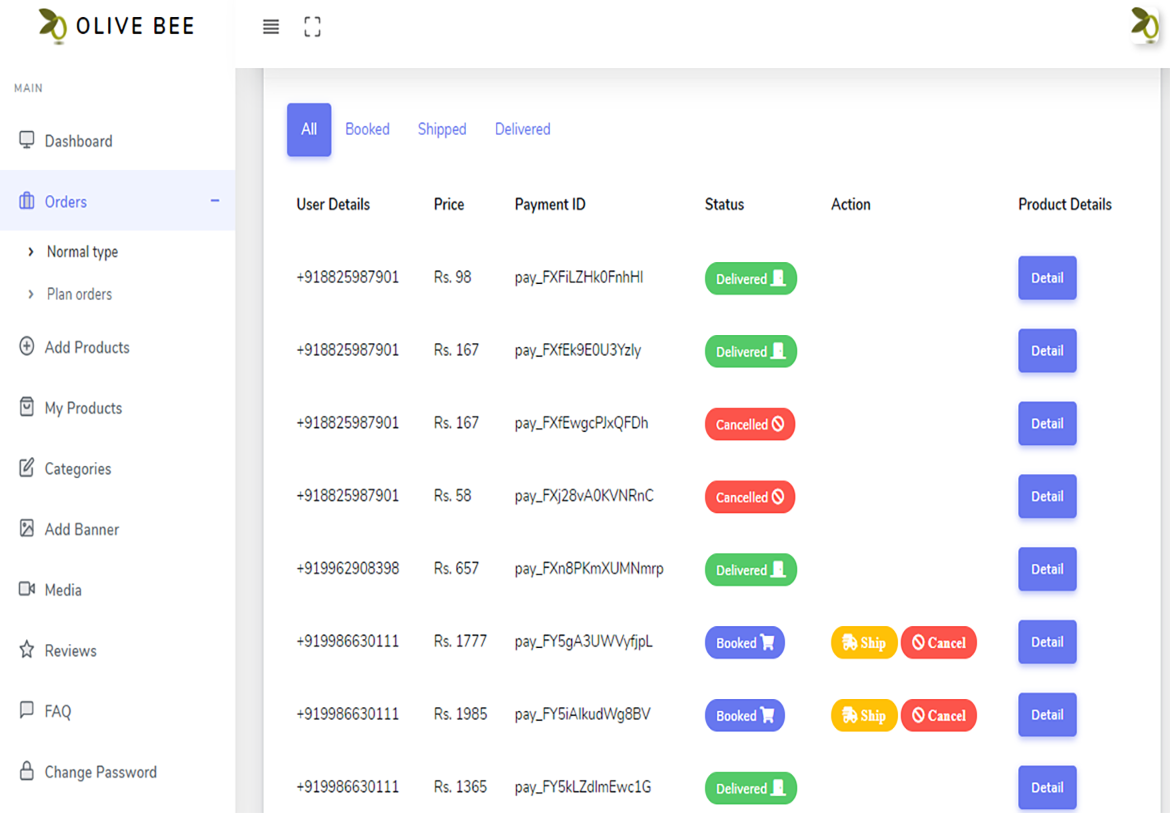 OLIVE BEE
MAIN
Dashboard
Orders
Normal type
Plan orders
Add Products
My Products
Categories
Add Banner
Media
Reviews
FAQ
Change Password
All Booked Shipped Delivered
User Details Price Payment ID Status Action Product Details
+918825987901 Rs. 98 pay_FXFiLZHk0FnhHI Delivered Detail
+918825987901 Rs. 167 pay_FXfEk9E0U3Yzly Delivered Detail
+918825987901 Rs. 167 pay_FXfEwgcPJxQFDh Cancelled Detail
+918825987901 Rs. 58 pay_FXj28vA0KVNRnC Cancelled Detail
+919962908398 Rs. 657 pay_FXn8PKmXUMNmrp Delivered Detail
+919986630111 Rs. 1777 pay_FY5gA3UWVyfjpL Booked Ship Cancel Detail
+919986630111 Rs. 1985 pay_FY5iAIkudWg8BV Booked Ship Cancel Detail
+919986630111 Rs. 1365 pay_FY5kLZdImEwc1G Delivered Detail